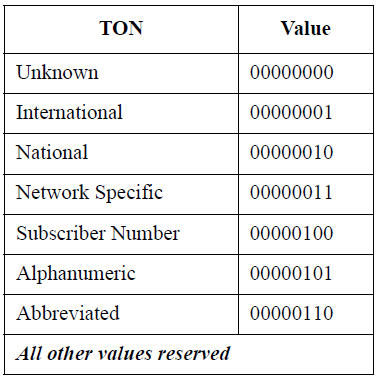 TON Value
Unknown 00000000
International 00000001
National 00000010
Network Specific 00000011
Subscriber Number 00000100
Alphanumeric 00000101
Abbreviated 00000110
All other values reserved